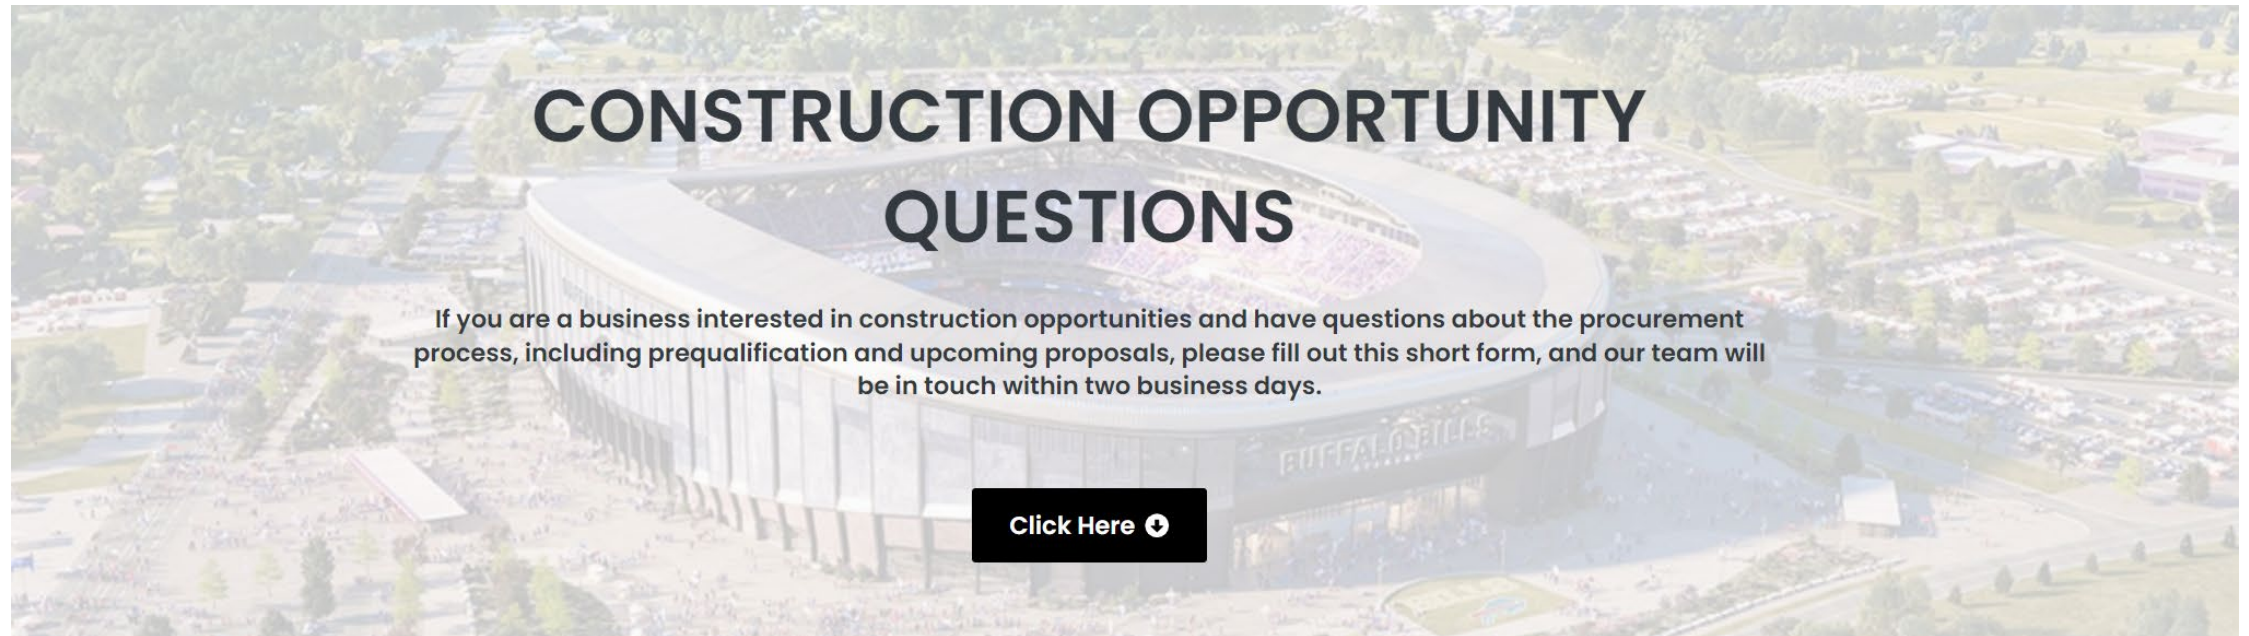 CONSTRUCTION OPPORTUNITY
QUESTIONS
If you are a business interested in construction opportunities and have questions about the procurement
process, including prequalification and upcoming proposals, please fill out this short form, and our team will
be in touch within two business days.
BUFFALO BILLS
Click Here